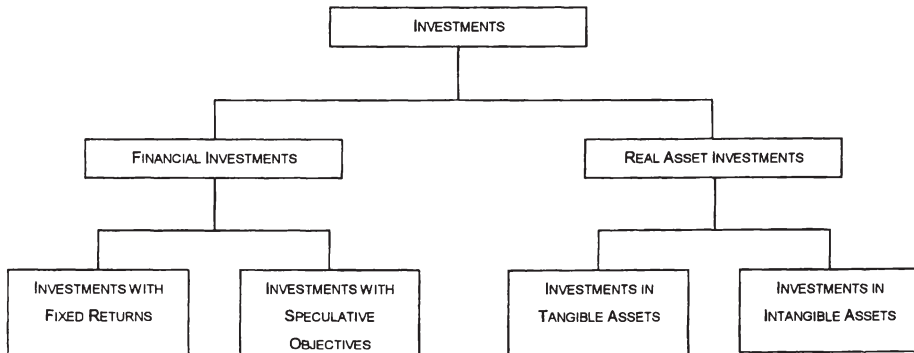 INVESTMENTS
FINANCIAL INVESTMENTS
REAL ASSET INVESTMENTS
INVESTMENTS WITH
FIXED RETURNS
INVESTMENTS WITH
SPECULATIVE
OBJECTIVES
INVESTMENTS IN
TANGIBLE ASSETS
INVESTMENTS IN
INTANGIBLE ASSETS